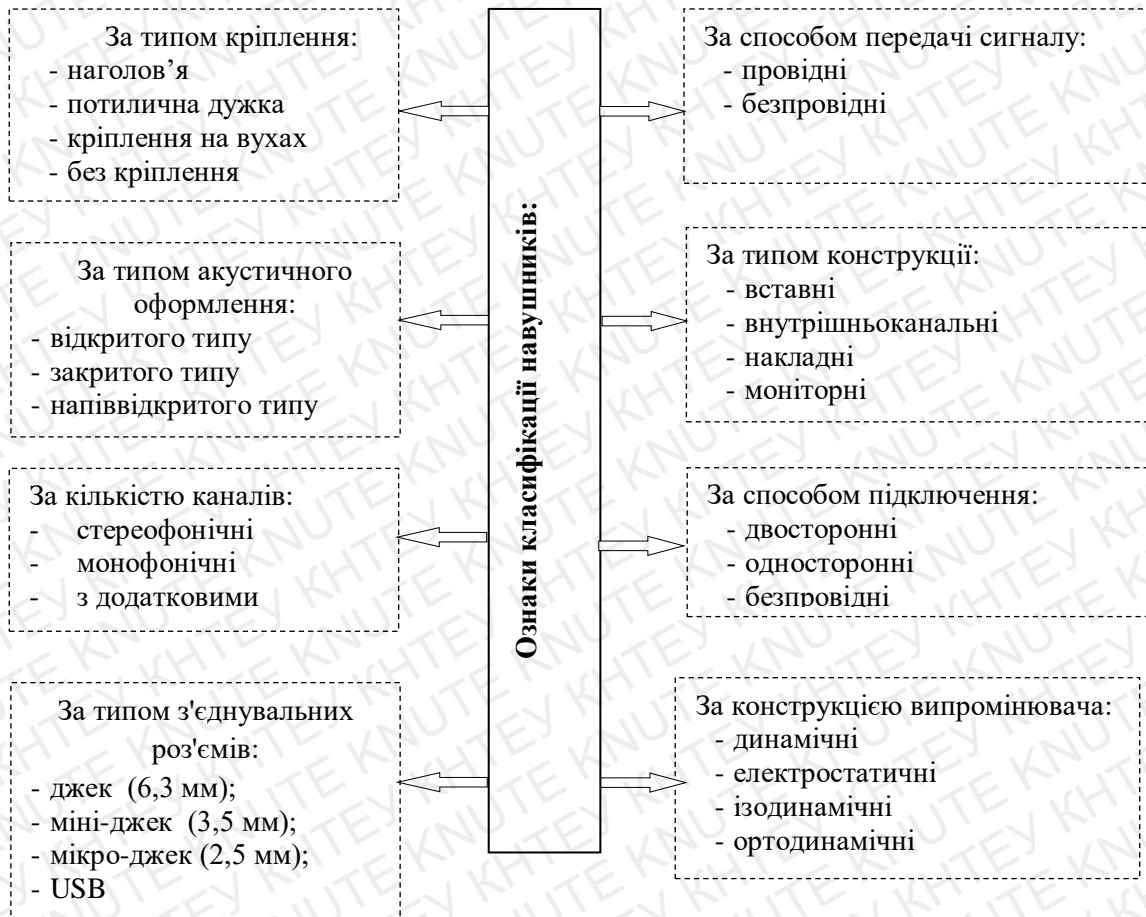 За типом кріплення:
- наголов’я
- потилична дужка
- кріплення на вухах
- без кріплення
За типом акустичного
оформлення:
- відкритого типу
- закритого типу
- напіввідкритого типу
За кількістю каналів:
- стереофонічні
- монофонічні
- з додатковими
За типом з'єднувальних
роз'ємів:
- джек (6,3 мм);
- міні-джек (3,5 мм);
- мікро-джек (2,5 мм);
- USB
Ознаки класифікації навушників:
За способом передачі сигналу:
- провідні
- безпровідні
За типом конструкції:
- вставні
- внутрішньоканальні
- накладні
- моніторні
За способом підключення:
- двосторонні
- односторонні
- безпровідні
За конструкцією випромінювача:
- динамічні
- електростатичні
- ізодинамічні
- ортодинамічні